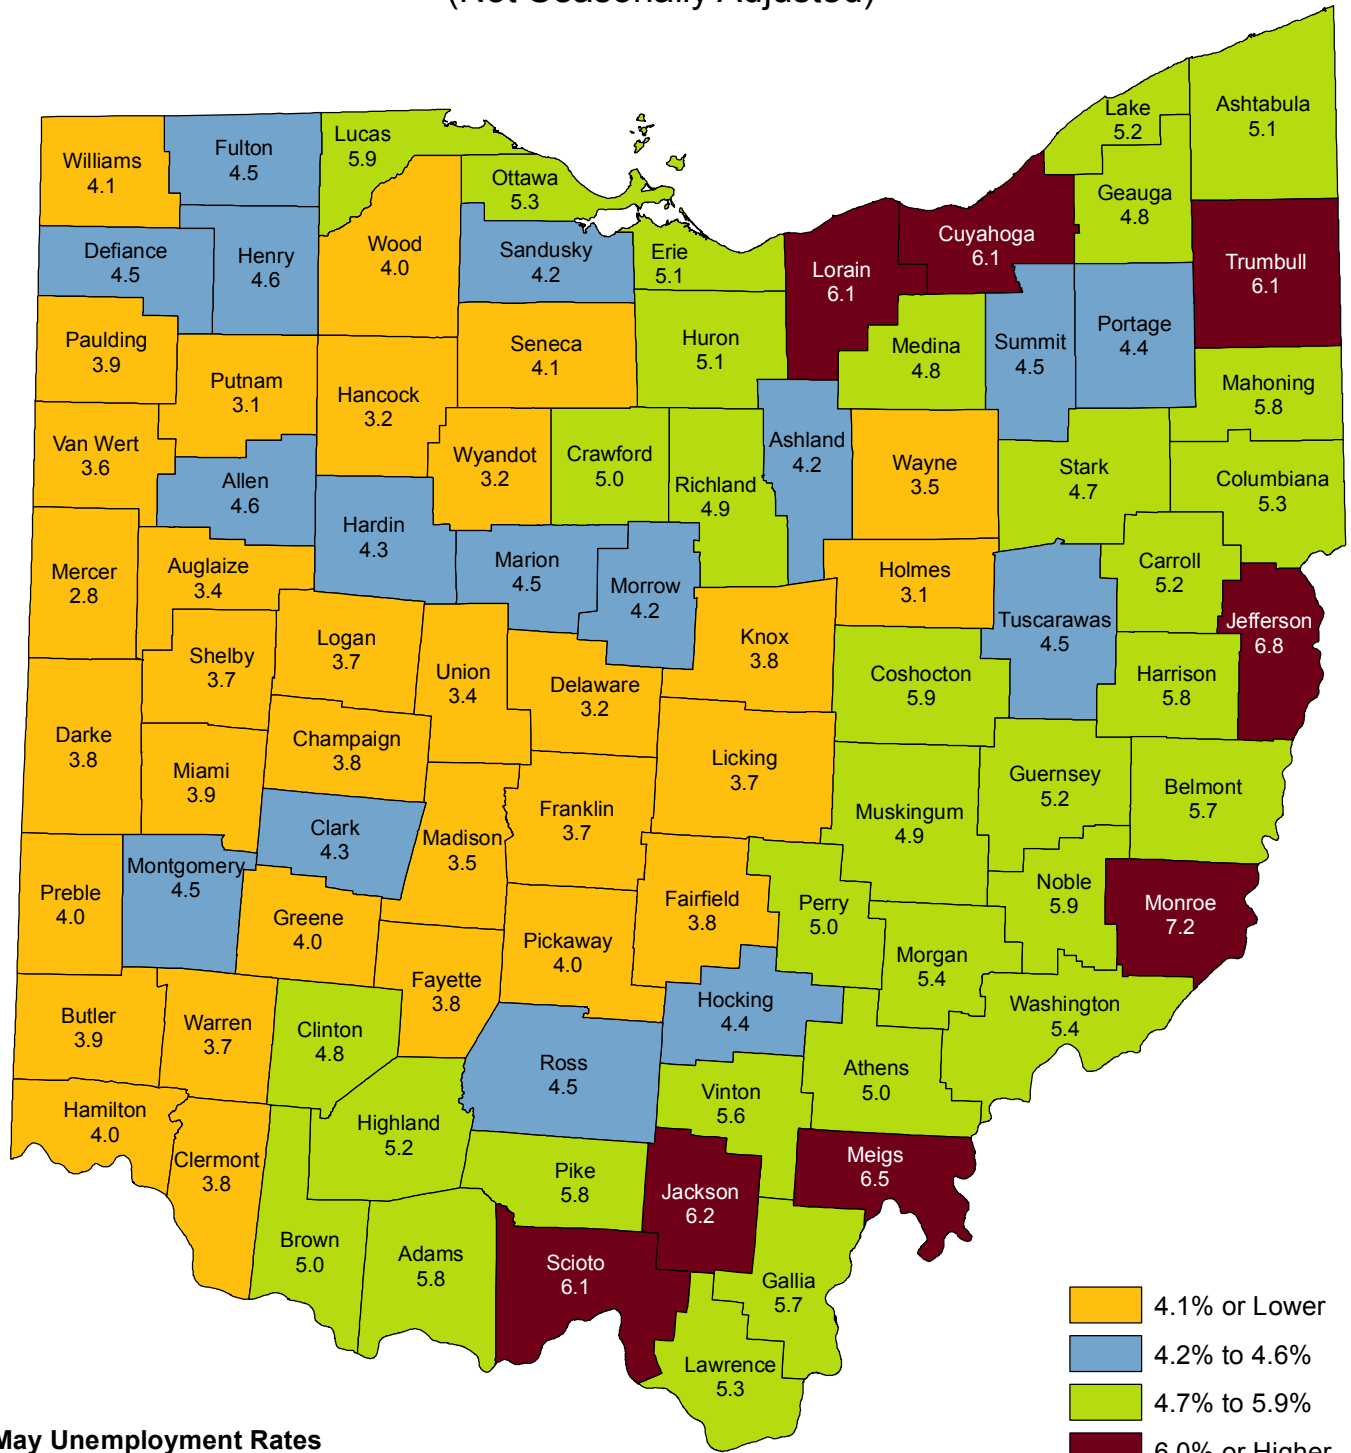 (Not Seasonally Adjusted)
Williams
4.1
Fulton
4.5
Lucas
5.9
Ottawa
5.3
Lake
5.2
Ashtabula
5.1
Geauga
4.8
Cuyahoga
6.1
Defiance
4.5
Henry
4.6
Wood
4.0
Sandusky
4.2
Erie
5.1
Lorain
6.1
Trumbull
6.1
Paulding
3.9
Putnam
3.1
Hancock
3.2
Seneca
4.1
Huron
5.1
Medina
4.8
Summit
4.5
Portage
4.4
Mahoning
5.8
Van Wert
3.6
Allen
4.6
Wyandot
3.2
Crawford
5.0
Richland
4.9
Ashland
4.2
Wayne
3.5
Stark
4.7
Columbiana
5.3
Hardin
4.3
Mercer
2.8
Auglaize
3.4
Marion
4.5
Morrow
4.2
Holmes
3.1
Carroll
5.2
Tuscarawas
4.5
Jefferson
6.8
Shelby
3.7
Logan
3.7
Union
3.4
Delaware
3.2
Knox
3.8
Coshocton
5.9
Harrison
5.8
Darke
3.8
Miami
3.9
Champaign
3.8
Licking
3.7
Guernsey
5.2
Belmont
5.7
Clark
4.3
Madison
3.5
Franklin
3.7
Muskingum
4.9
Preble
4.0
Montgomery
4.5
Greene
4.0
Fairfield
3.8
Perry
5.0
Noble
5.9
Monroe
7.2
Pickaway
4.0
Morgan
5.4
Fayette
3.8
Hocking
4.4
Washington
5.4
Butler
3.9
Warren
3.7
Clinton
4.8
Ross
4.5
Vinton
5.6
Athens
5.0
Hamilton
4.0
Clermont
3.8
Highland
5.2
Pike
5.8
Jackson
6.2
Meigs
6.5
Brown
5.0
Adams
5.8
Scioto
6.1
Gallia
5.7
Lawrence
5.3
4.1% or Lower
4.2% to 4.6%
4.7% to 5.9%
6.0% or Higher
May Unemployment Rates